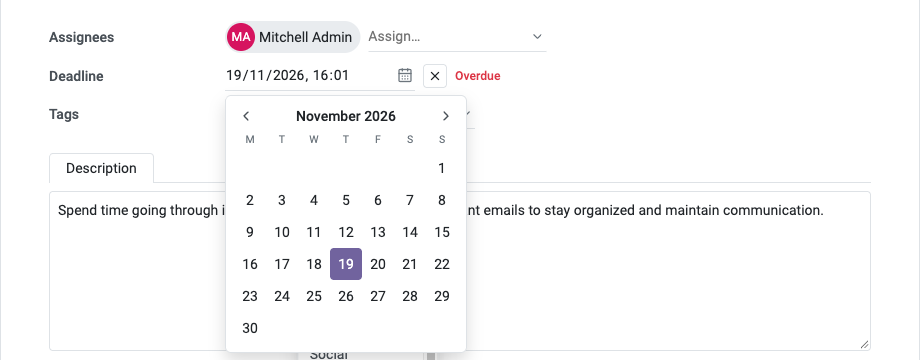 Assignees MA Mitchell Admin Assign...
Deadline 19/11/2026, 16:01 Overdue
Tags
November 2026
M T W T F S S
1
2 3 4 5 6 7 8
9 10 11 12 13 14 15
16 17 18 19 20 21 22
23 24 25 26 27 28 29
30
Description
Spend time going through nt emails to stay organized and maintain communication.
Social